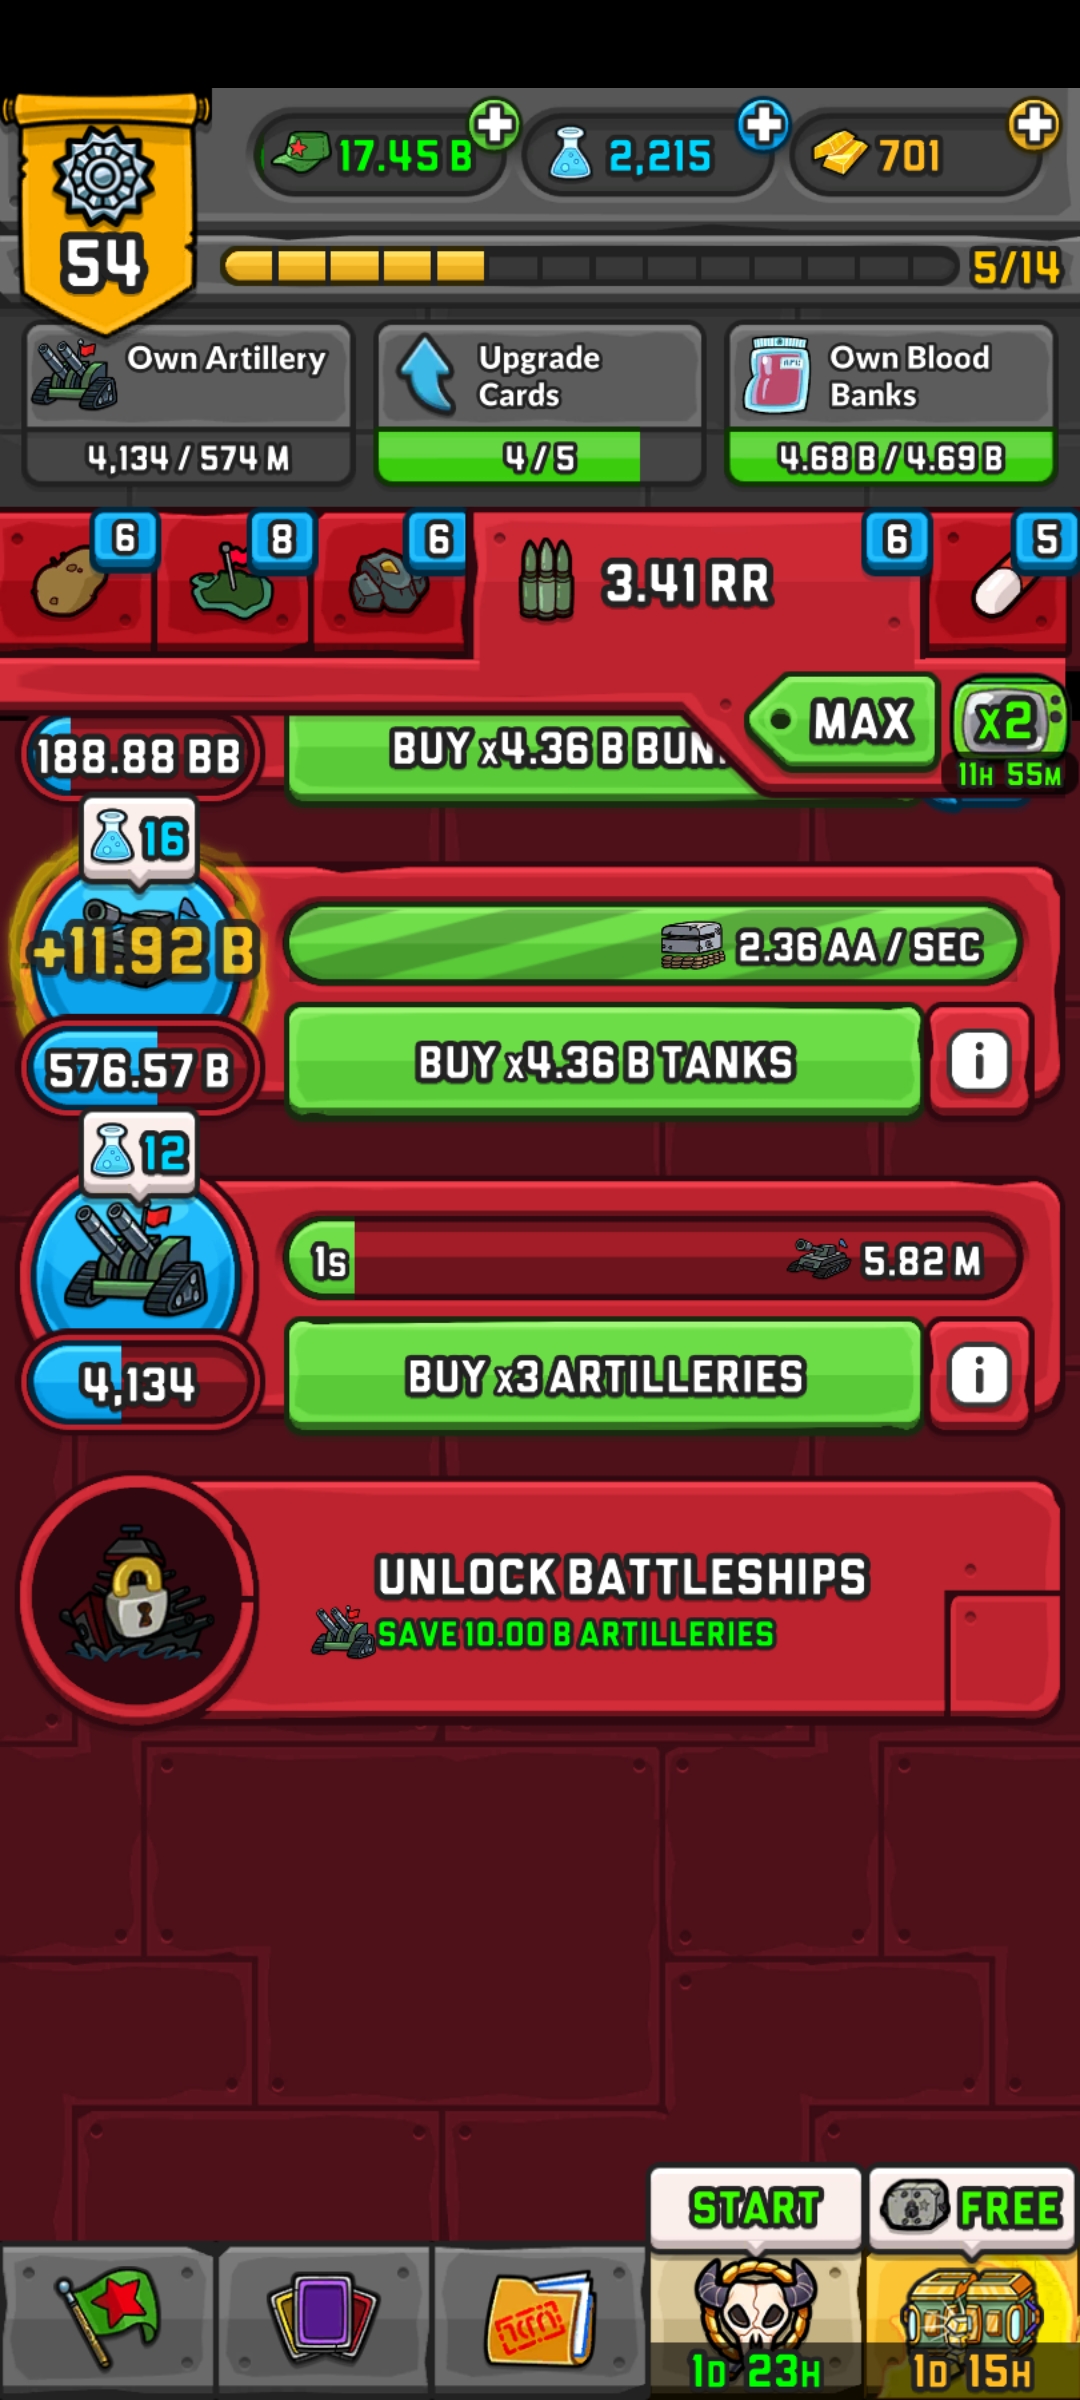 17.45 B
2,215
701
54
5/14
Own Artillery
4,134 / 574 M
Upgrade
Cards
4 / 5
Own Blood
Banks
4.68 B / 4.69 B
6
8
6
3.41 RR
6
5
MAX
x2
11H 55M
188.88 BB
BUY x4.36 B BUN
16
+11.92 B
2.36 AA / SEC
576.57 B
BUY x4.36 B TANKS
i
12
1s
5.82 M
4,134
BUY x3 ARTILLERIES
i
UNLOCK BATTLESHIPS
SAVE 10.00 B ARTILLERIES
START
FREE
1D 23H
1D 15H